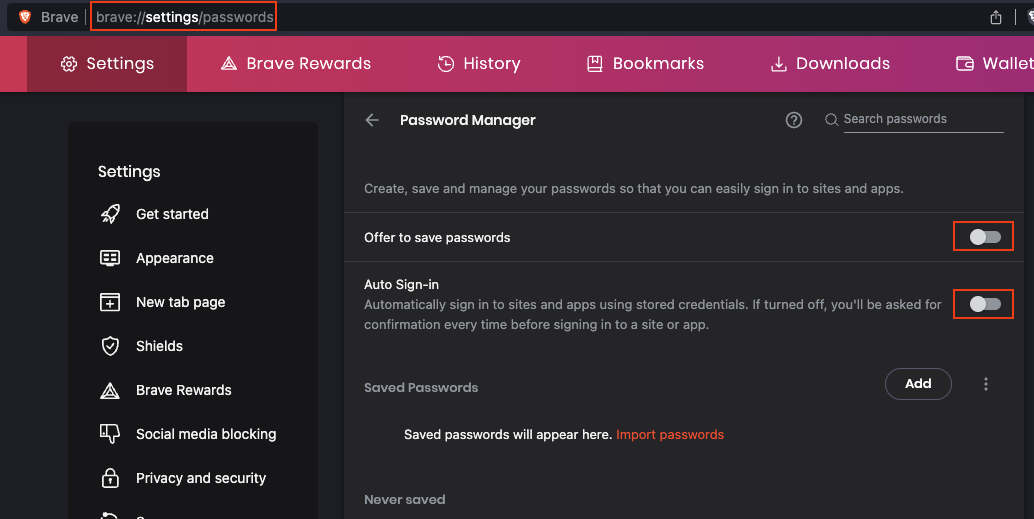 Brave brave://settings/passwords
Settings Brave Rewards History Bookmarks Downloads Wallet
Password Manager Search passwords
Settings
Get started
Appearance
New tab page
Shields
Brave Rewards
Social media blocking
Privacy and security
Create, save and manage your passwords so that you can easily sign in to sites and apps.
Offer to save passwords
Auto Sign-in
Automatically sign in to sites and apps using stored credentials. If turned off, you'll be asked for
confirmation every time before signing in to a site or app.
Saved Passwords Add
Saved passwords will appear here. Import passwords
Never saved